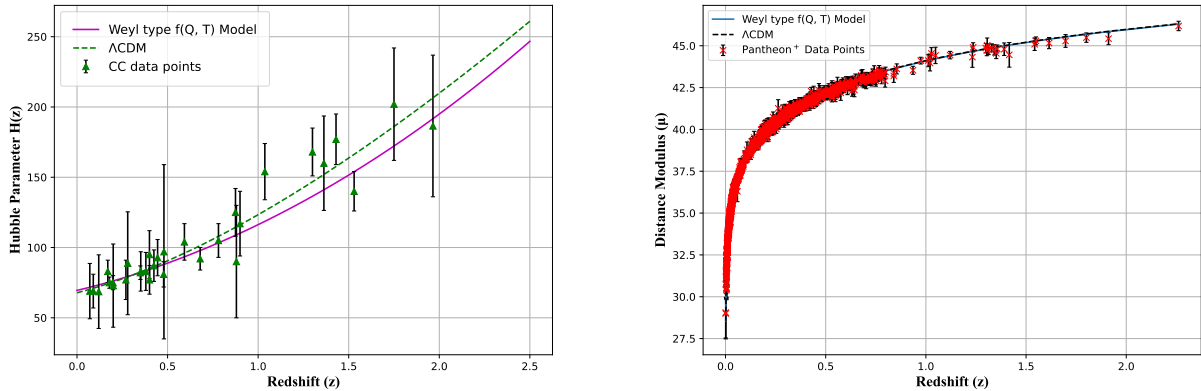 Weyl type f(Q, T) Model
ΛCDM
CC data points
250
200
150
100
50
0.0 0.5 1.0 1.5 2.0 2.5
Hubble Parameter H(z)
Redshift (z)
Weyl type f(Q, T) Model
ΛCDM
Pantheon⁺ Data Points
45.0
42.5
40.0
37.5
35.0
32.5
30.0
27.5
0.0 0.5 1.0 1.5 2.0
Distance Modulus (μ)
Redshift (z)